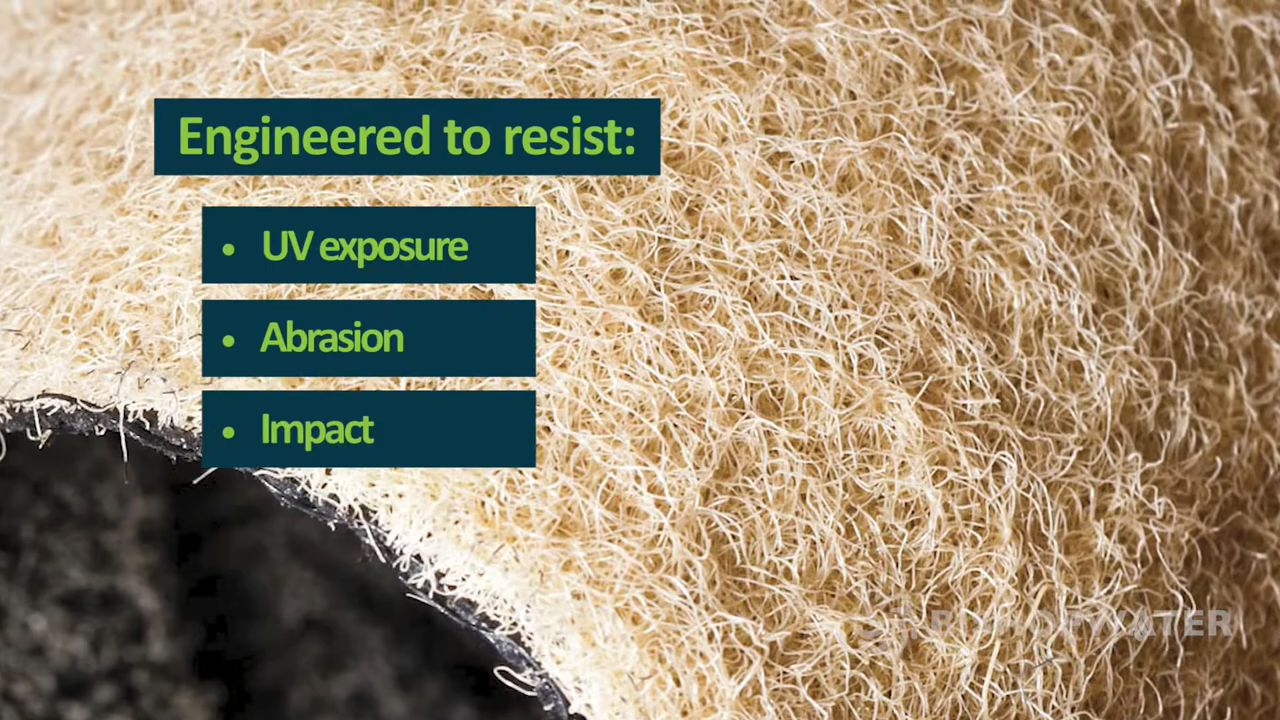 Engineered to resist:
• UV exposure
• Abrasion
• Impact